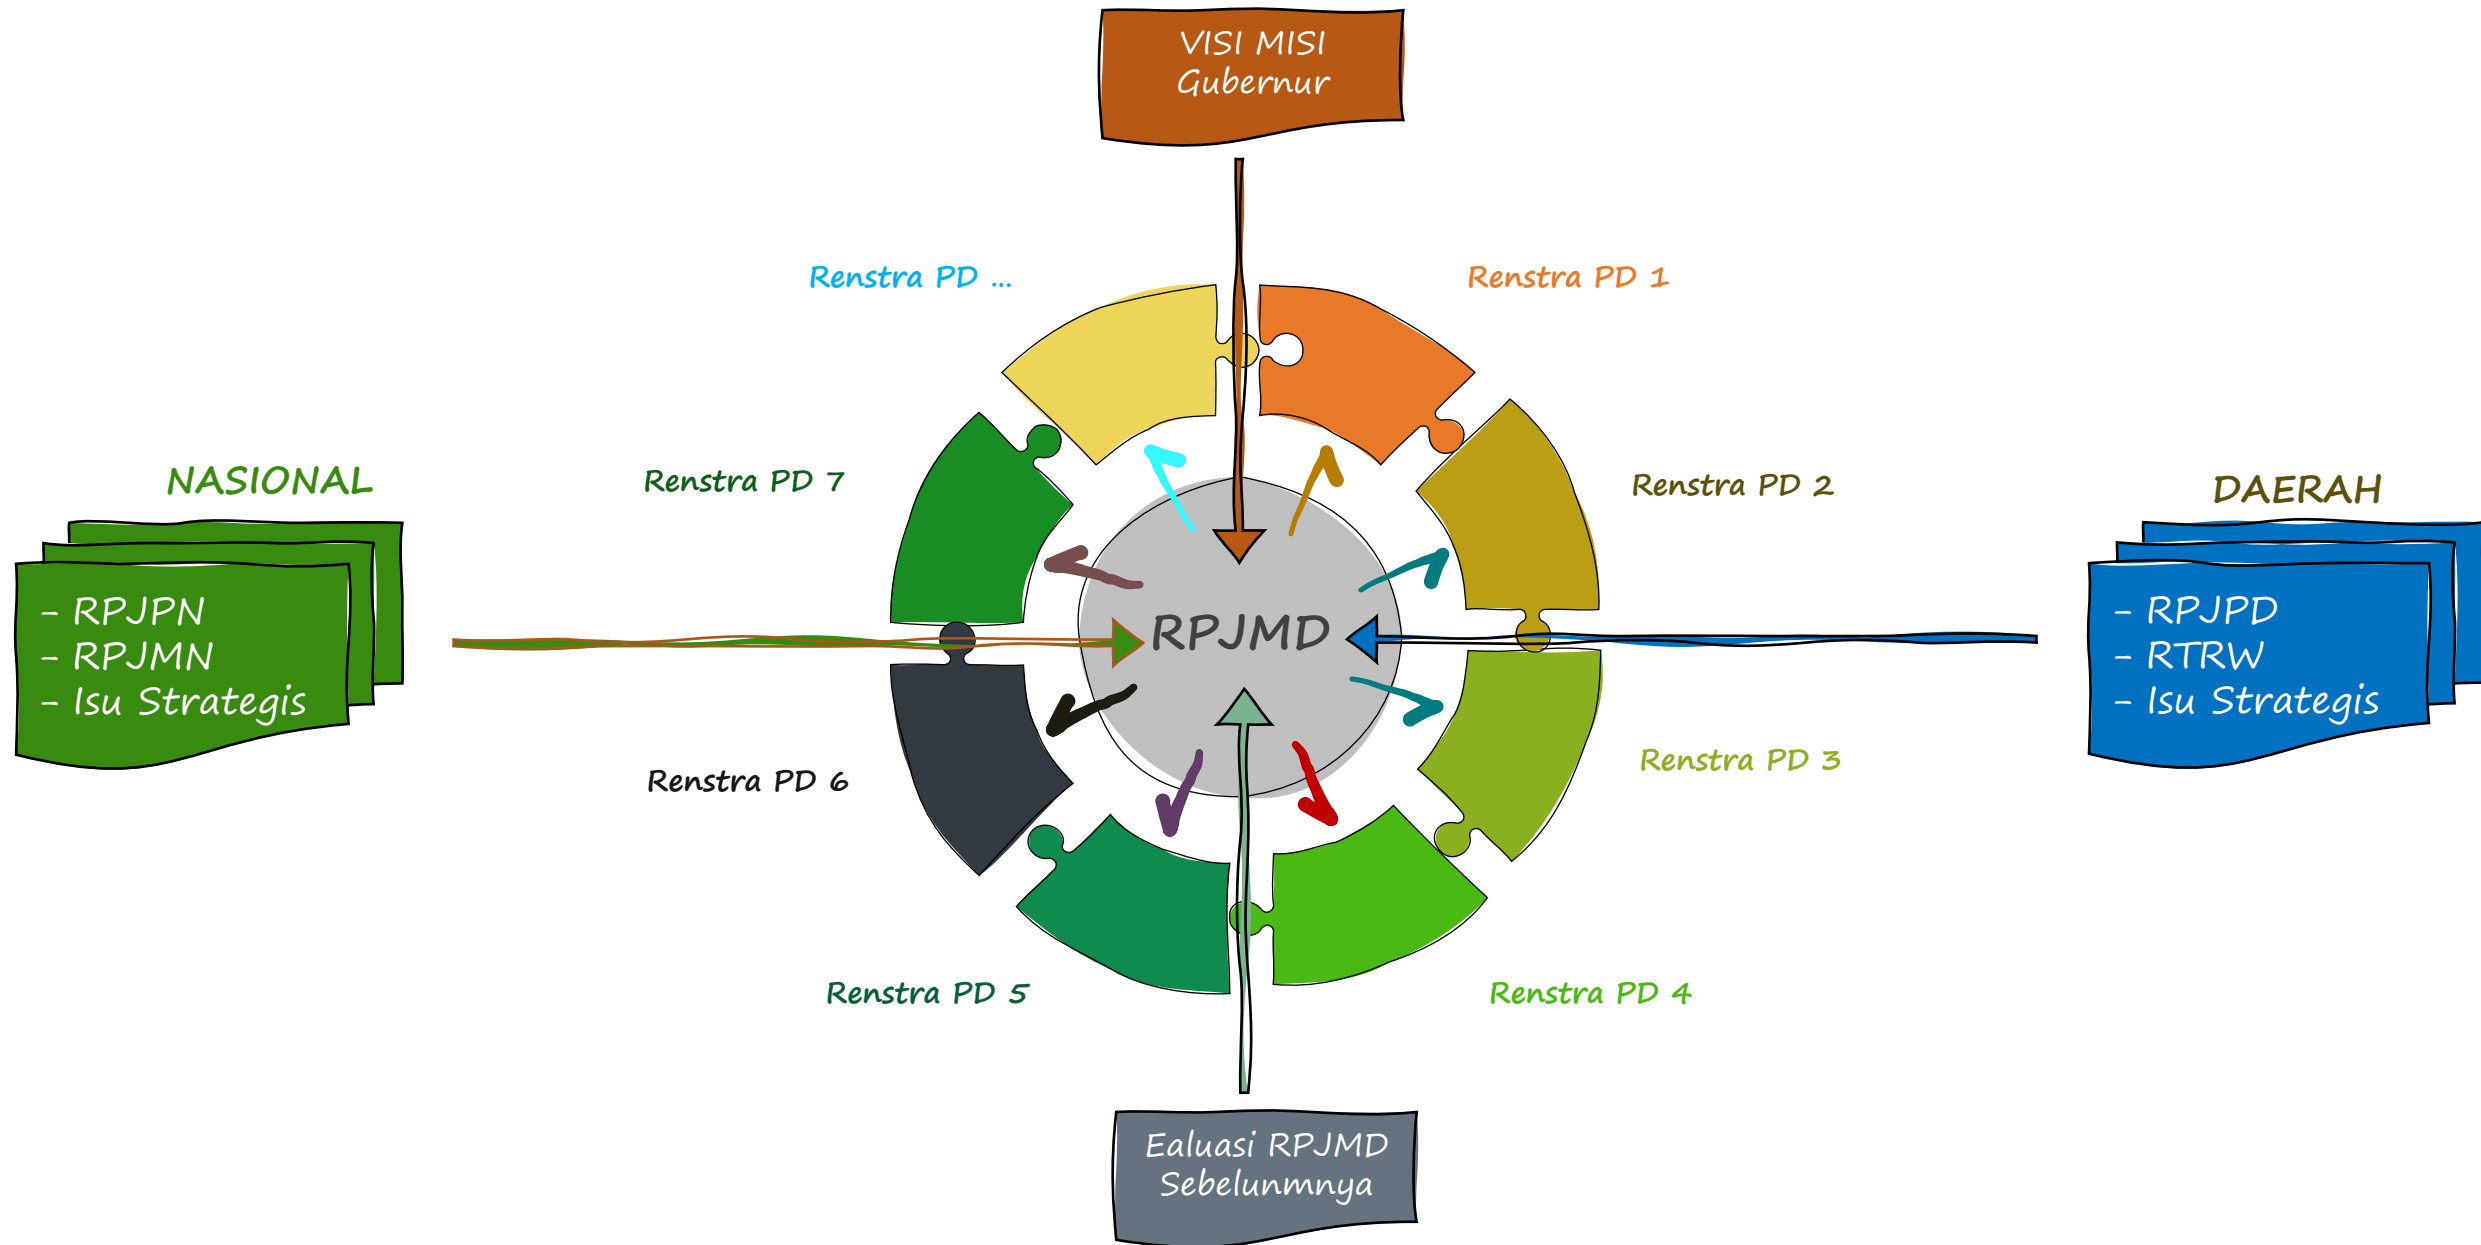 VISI MISI
Gubernur
Renstra PD ...
Renstra PD 1
NASIONAL
Renstra PD 7
Renstra PD 2
DAERAH
- RPJPN
- RPJMN
- Isu Strategis
RPJMD
- RPJPD
- RTRW
- Isu Strategis
Renstra PD 6
Renstra PD 3
Renstra PD 5
Renstra PD 4
Ealuasi RPJMD
Sebelunmnya